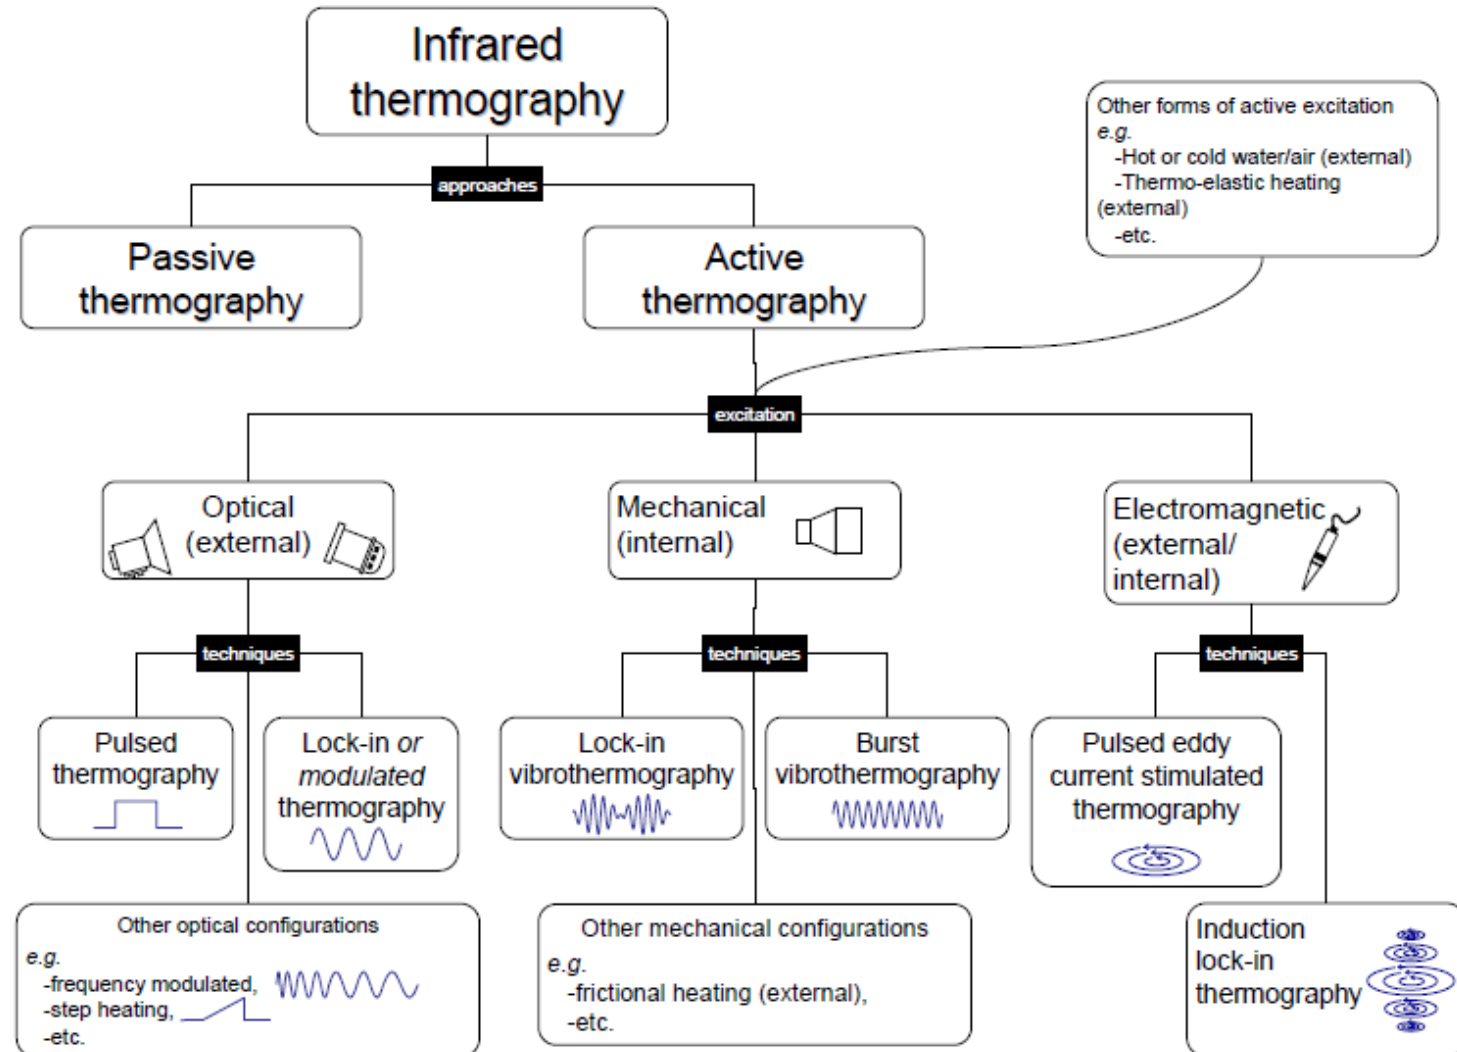 Infrared
thermography
Other forms of active excitation
e.g.
-Hot or cold water/air (external)
-Thermo-elastic heating
(external)
-etc.
approaches
Passive
thermography
Active
thermography
excitation
Optical
(external)
Mechanical
(internal)
Electromagnetic
(external/
internal)
techniques
techniques
techniques
Pulsed
thermography
Lock-in or
modulated
thermography
Lock-in
vibrothermography
Burst
vibrothermography
Pulsed eddy
current stimulated
thermography
Other optical configurations
e.g.
-frequency modulated,
-step heating,
-etc.
Other mechanical configurations
e.g.
-frictional heating (external),
-etc.
Induction
lock-in
thermography